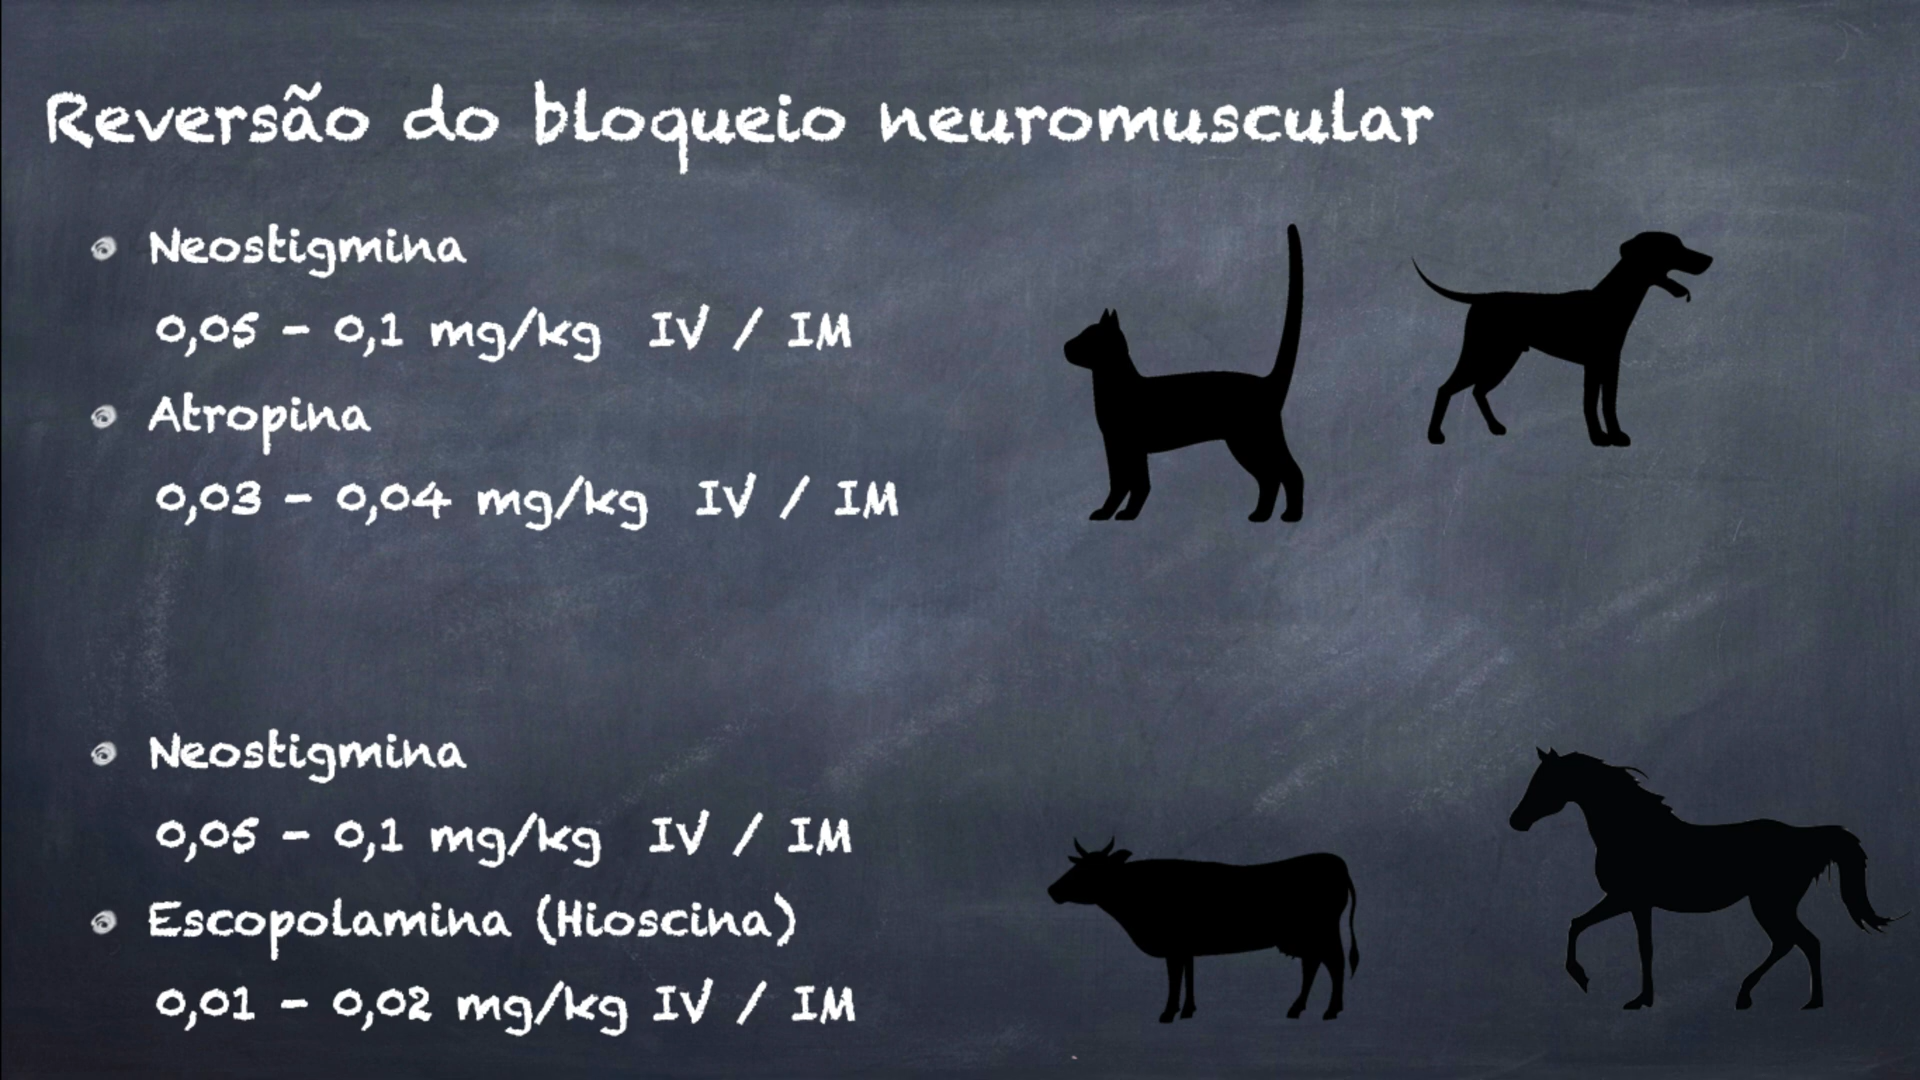 Reversão do bloqueio neuromuscular
Neostigmina
0,05 - 0,1 mg/kg IV / IM
Atropina
0,03 - 0,04 mg/kg IV / IM
Neostigmina
0,05 - 0,1 mg/kg IV / IM
Escopolamina (Hioscina)
0,01 - 0,02 mg/kg IV / IM